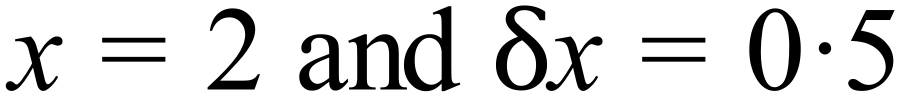 x = 2 and δx = 0·5